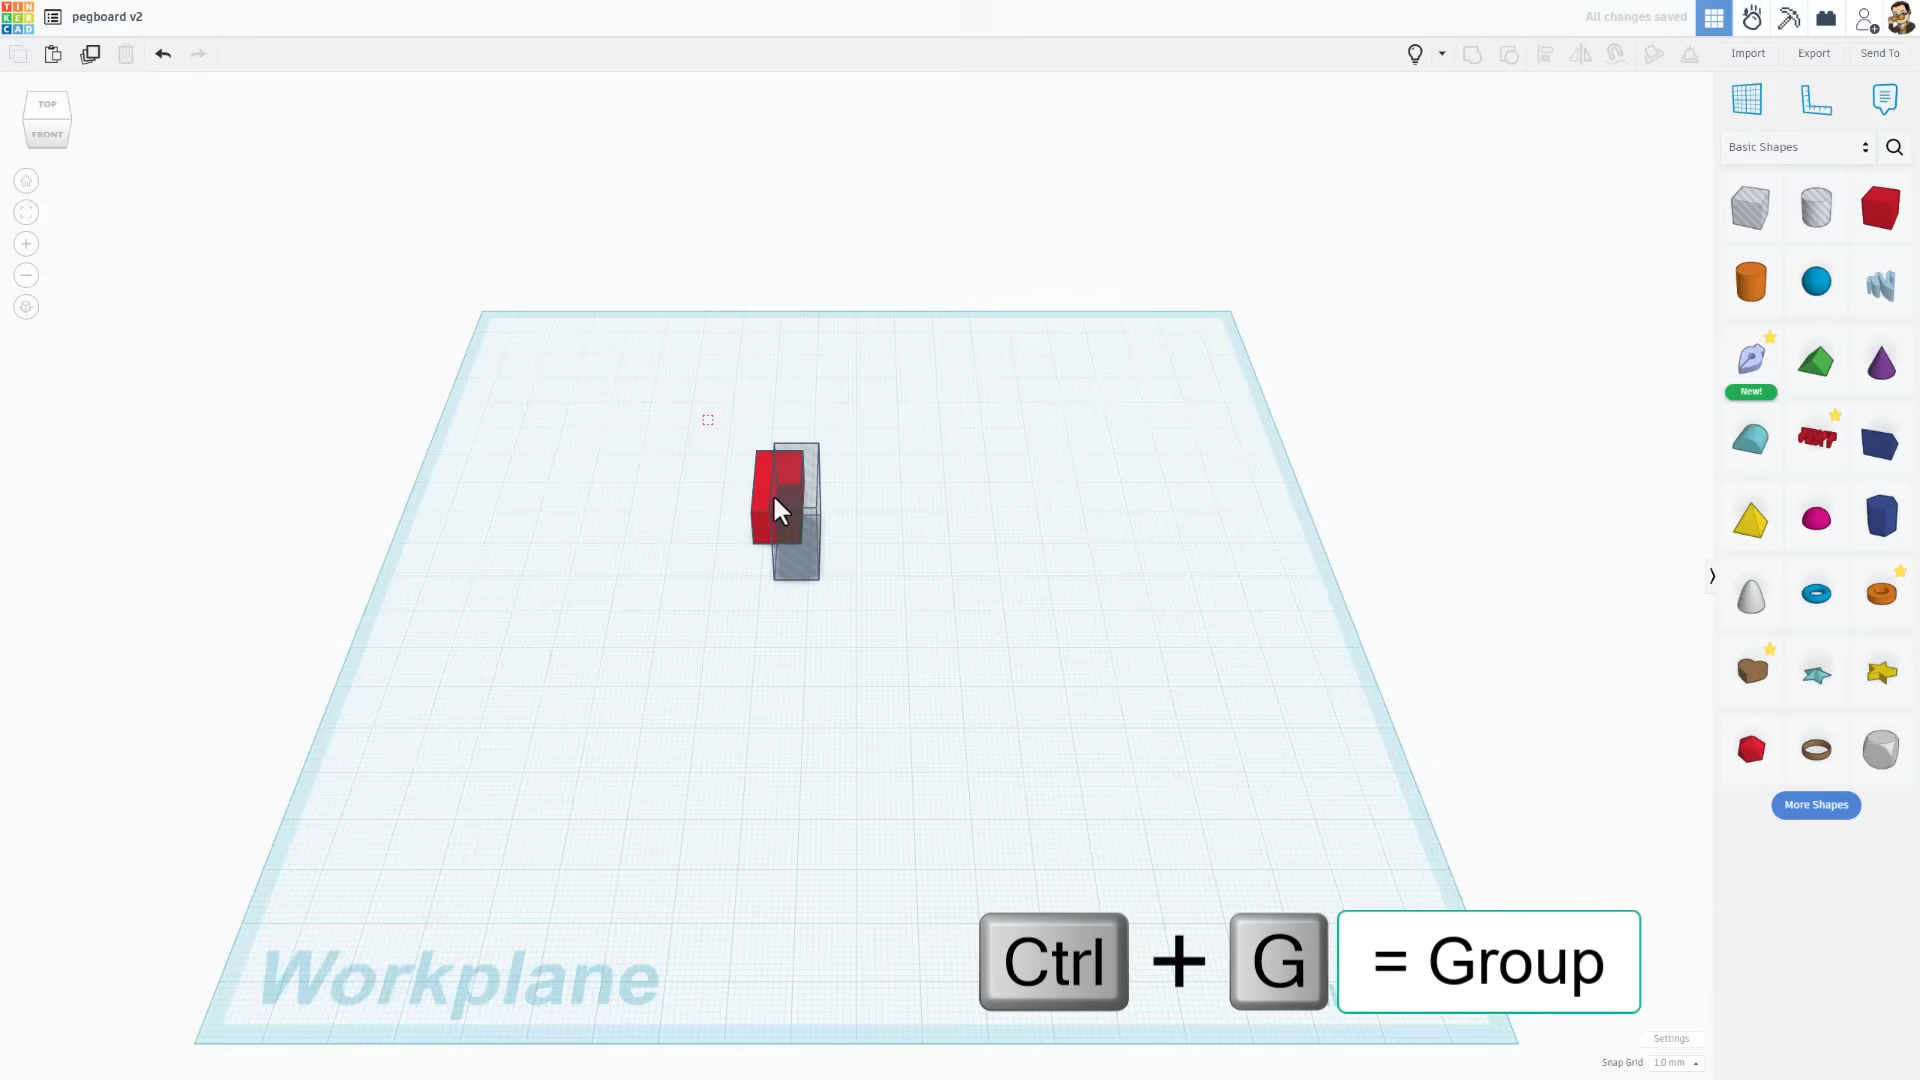 TIN
KER
CAD
pegboard v2
All changes saved
Import
Export
Send To
TOP
FRONT
Basic Shapes
New!
More Shapes
Workplane
Ctrl + G = Group
Settings
Snap Grid 1.0 mm